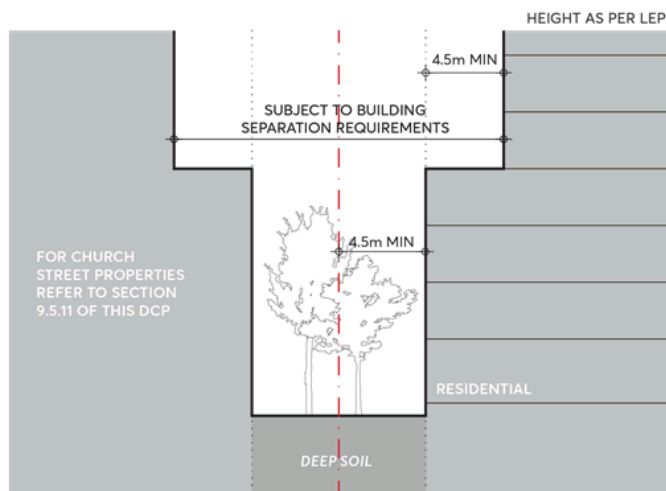 HEIGHT AS PER LEP
4.5m MIN
SUBJECT TO BUILDING
SEPARATION REQUIREMENTS
4.5m MIN
FOR CHURCH
STREET PROPERTIES
REFER TO SECTION
9.5.11 OF THIS DCP
RESIDENTIAL
DEEP SOIL